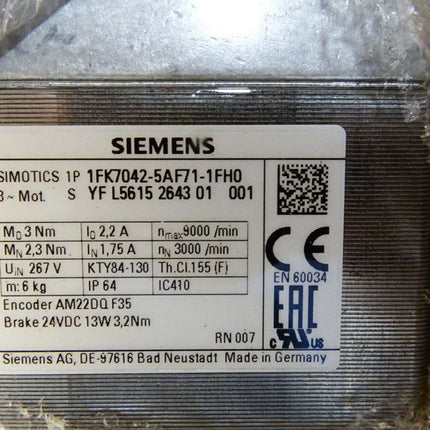 SIEMENS
SIMOTICS 1P 1FK7042-5AF71-1FH0
3~ Mot. S YF L5615 2643 01 001
M0 3 Nm I0 2,2 A nmax9000 /min
MN 2,3 Nm IN 1,75 A nN 3000 /min
UIN 267 V KTY84-130 Th.Cl.155 (F)
m: 6 kg IP 64 IC410
Encoder AM22DQ F35
Brake 24VDC 13W 3,2Nm
CE
EN 60034
EAC
c RU US
RN 007
Siemens AG, DE-97616 Bad Neustadt Made in Germany